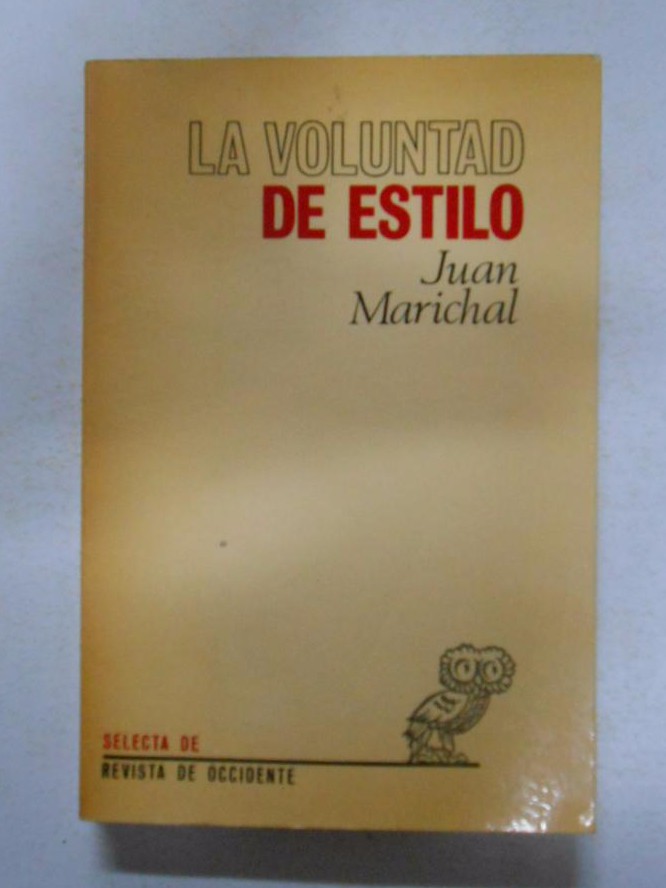 LA VOLUNTAD
DE ESTILO
Juan
Marichal
SELECTA DE
REVISTA DE OCCIDENTE